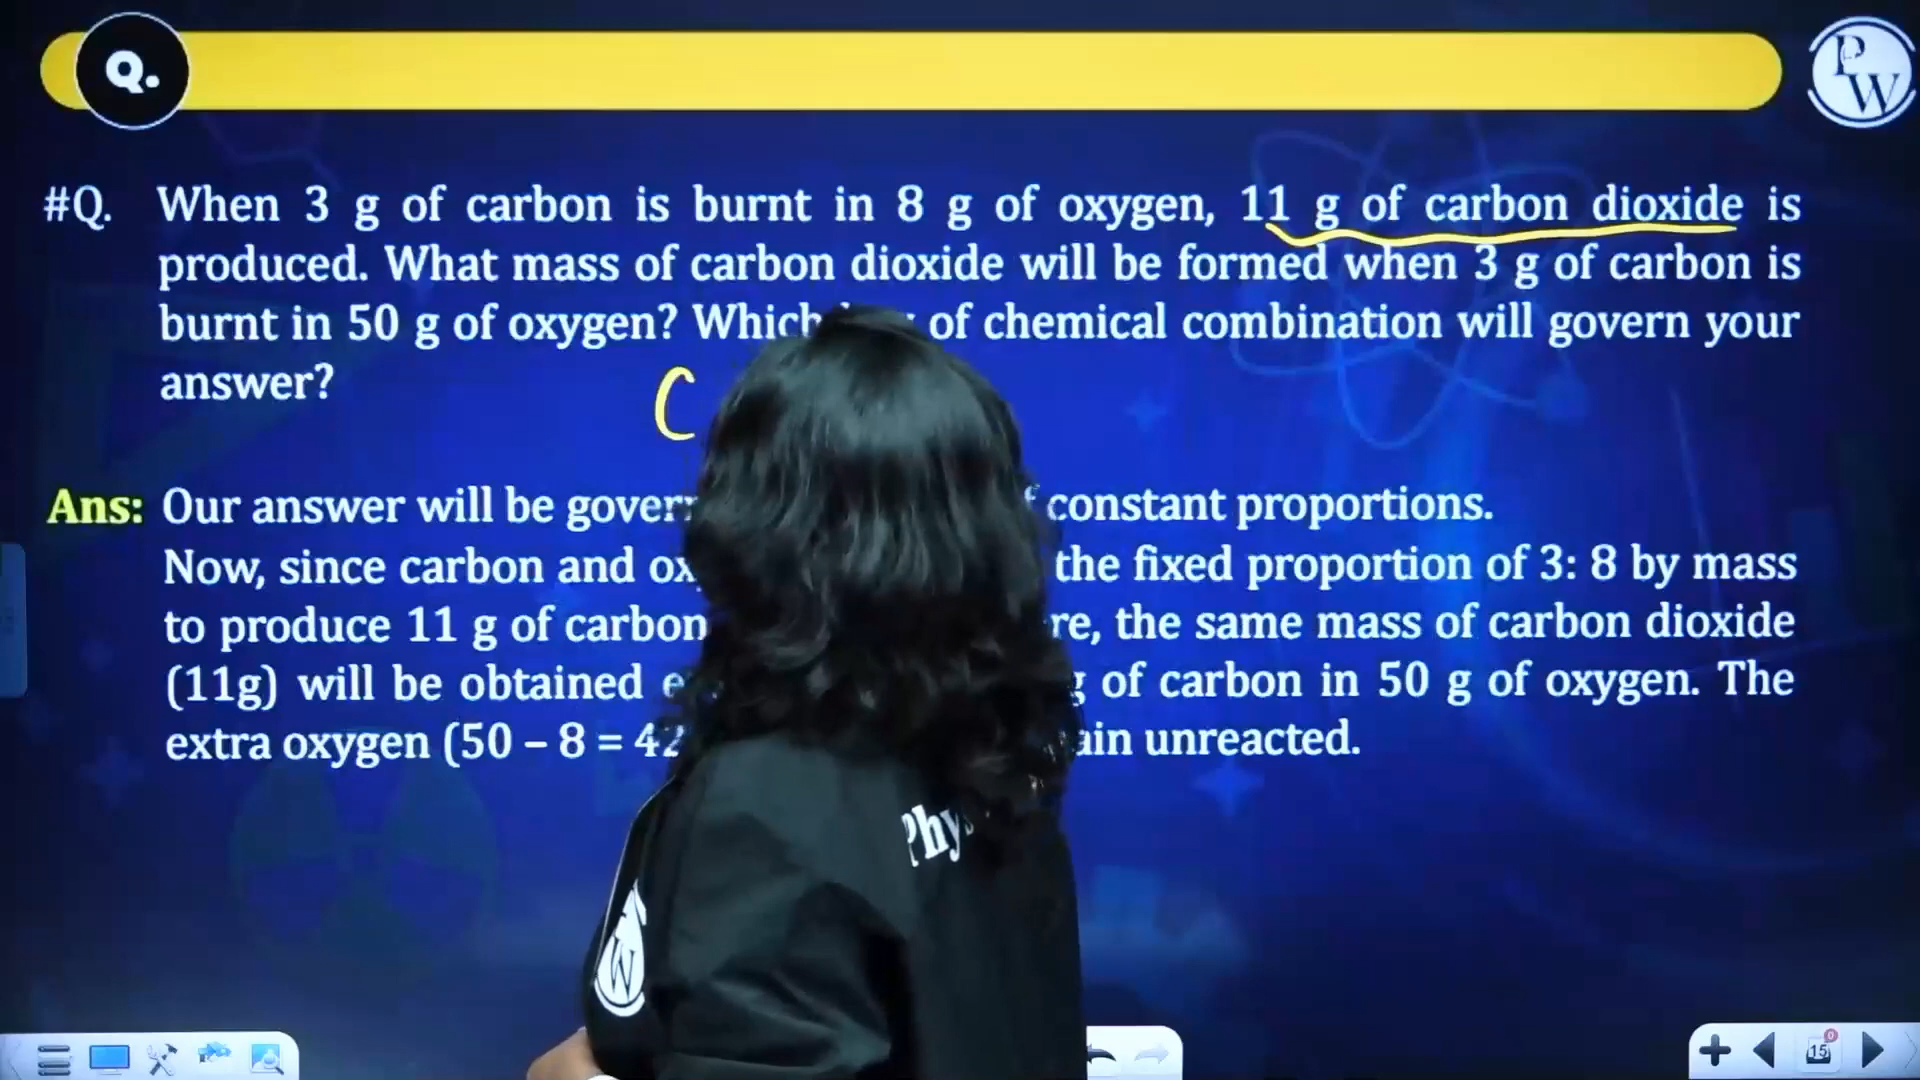 Q.
PW
#Q. When 3 g of carbon is burnt in 8 g of oxygen, 11 g of carbon dioxide is
produced. What mass of carbon dioxide will be formed when 3 g of carbon is
burnt in 50 g of oxygen? Which of chemical combination will govern your
answer?
C
Ans: Our answer will be constant proportions.
Now, since carbon and the fixed proportion of 3: 8 by mass
to produce 11 g of carbon the same mass of carbon dioxide
(11g) will be obtained of carbon in 50 g of oxygen. The
extra oxygen (50 – 8 = 42 unreacted.
Phy
W
15
0